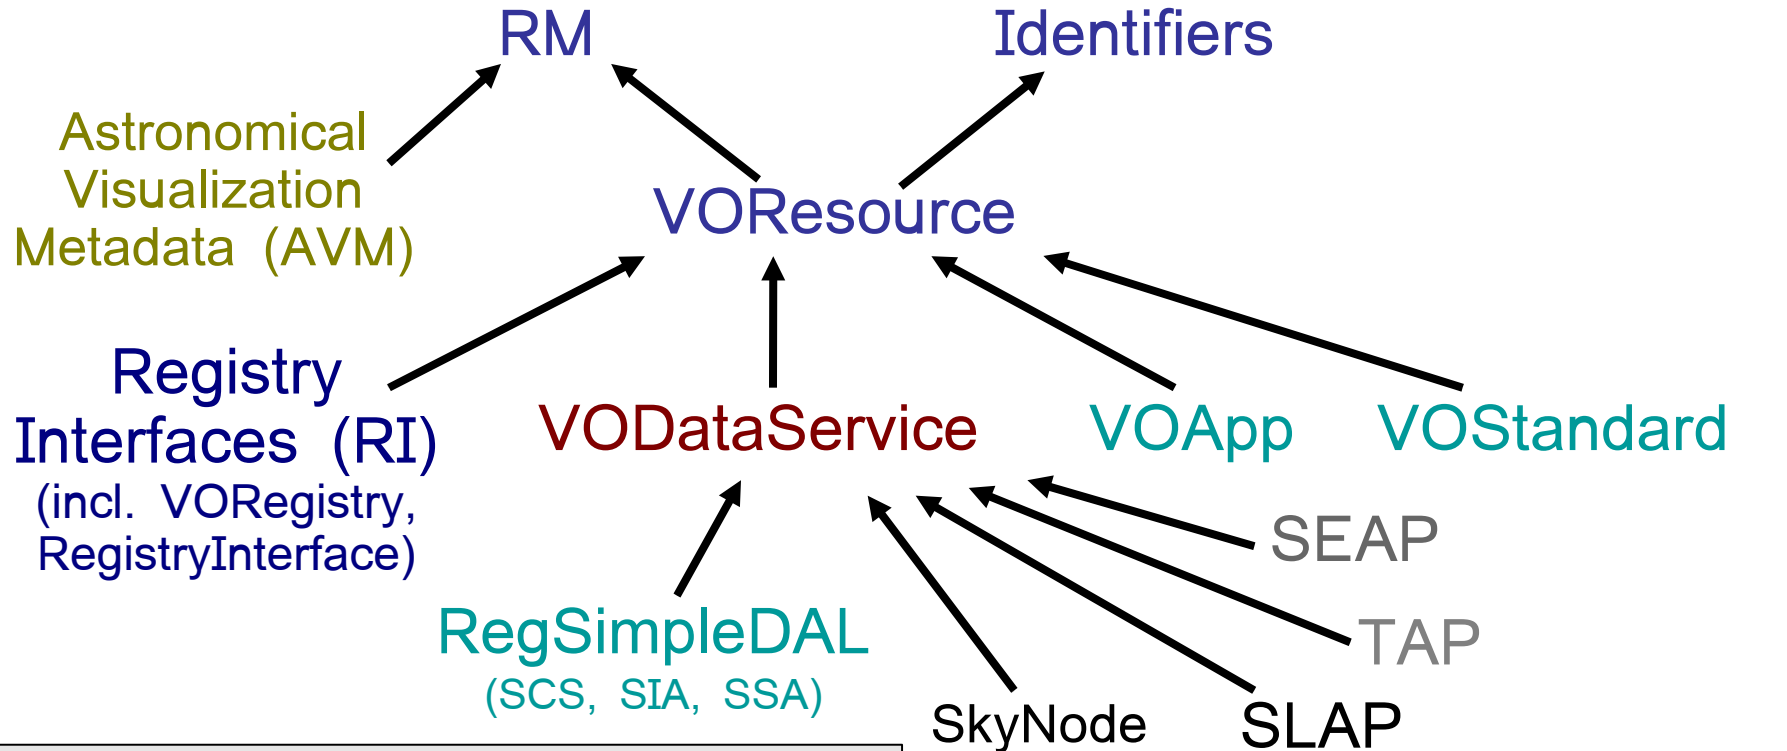 RM
Identifiers
Astronomical
Visualization
Metadata (AVM)
VOResource
Registry
Interfaces (RI)
(incl. VORegistry,
RegistryInterface)
VODataService
VOApp
VOStandard
SEAP
TAP
RegSimpleDAL
(SCS, SIA, SSA)
SkyNode
SLAP